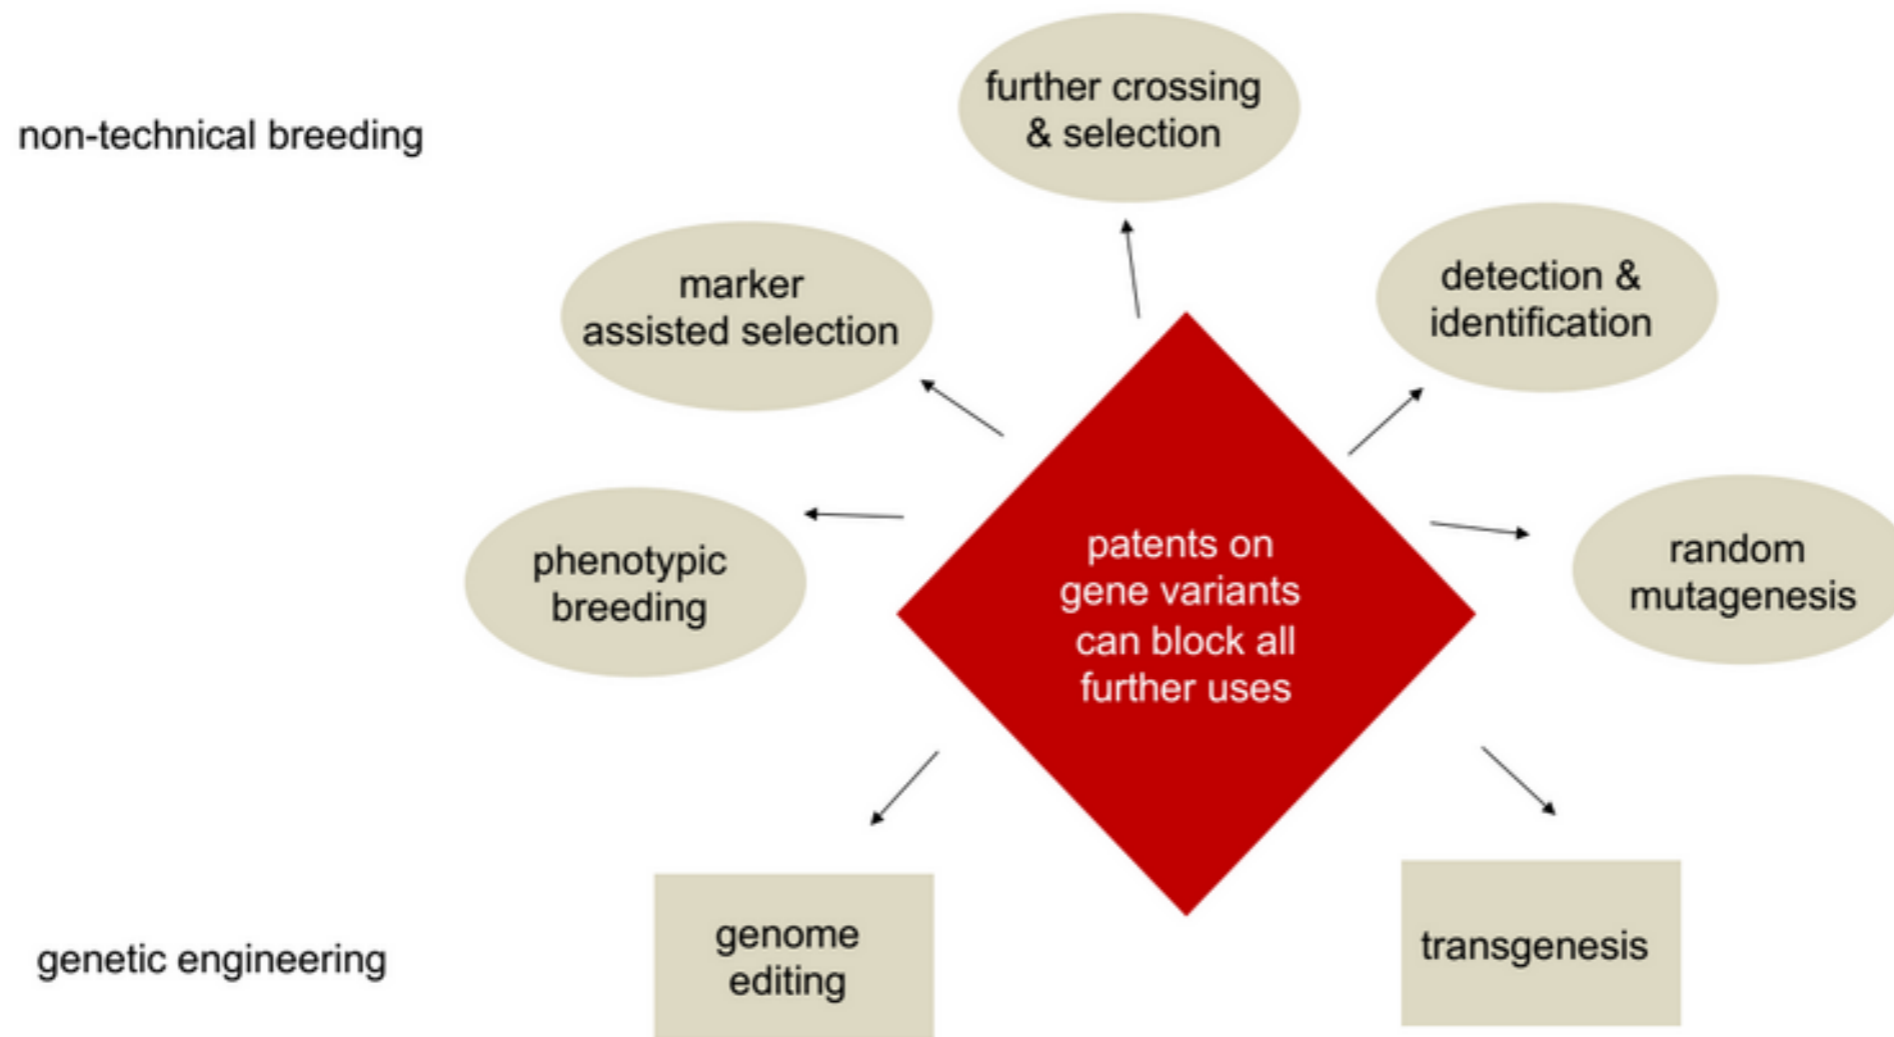 further crossing
& selection
non-technical breeding
marker
assisted selection
detection &
identification
phenotypic
breeding
patents on
gene variants
can block all
further uses
random
mutagenesis
genetic engineering
genome
editing
transgenesis